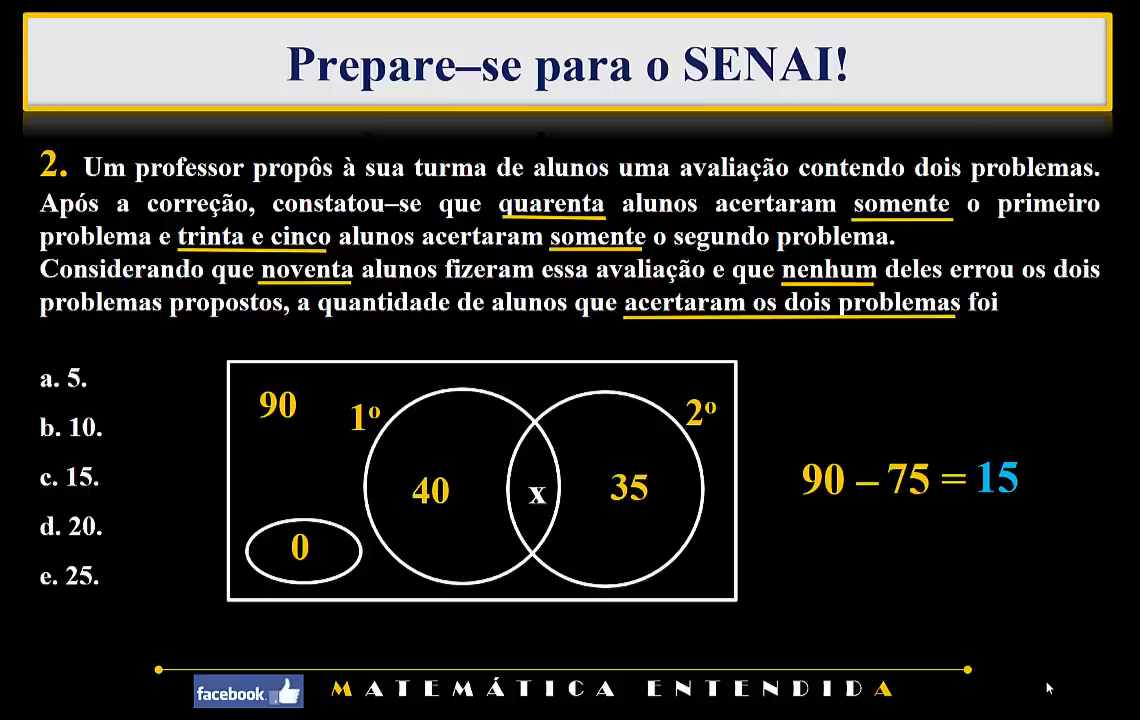 Prepare–se para o SENAI!
2. Um professor propôs à sua turma de alunos uma avaliação contendo dois problemas.
Após a correção, constatou–se que quarenta alunos acertaram somente o primeiro
problema e trinta e cinco alunos acertaram somente o segundo problema.
Considerando que noventa alunos fizeram essa avaliação e que nenhum deles errou os dois
problemas propostos, a quantidade de alunos que acertaram os dois problemas foi
a. 5.
b. 10.
c. 15.
d. 20.
e. 25.
90
1º
2º
40
x
35
0
90 – 75 = 15
facebook.
MATEMÁTICA ENTENDIDA